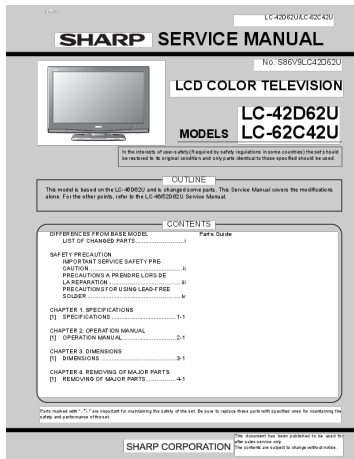 LC-42D62U/LC-62C42U
SHARP SERVICE MANUAL
No. S86V9LC42D62U
LCD COLOR TELEVISION
LC-42D62U
MODELS LC-62C42U
In the interests of user-safety (Required by safety regulations in some countries) the set should
be restored to its original condition and only parts identical to those specified should be used.
OUTLINE
This model is based on the LC-46D62U and is changed some parts. This Service Manual covers the modifications
alone. For the other points, refer to the LC-46/52D62U Service Manual.
CONTENTS
DIFFERENCES FROM BASE MODEL
LIST OF CHANGED PARTS ............................i
SAFETY PRECAUTION
IMPORTANT SERVICE SAFETY PRE-
CAUTION.....................................................ii
PRECAUTIONS A PRENDRE LORS DE
LA REPARATION ..........................................iii
PRECAUTIONS FOR USING LEAD-FREE
SOLDER ......................................................iv
CHAPTER 1. SPECIFICATIONS
[1] SPECIFICATIONS .....................................1-1
CHAPTER 2. OPERATION MANUAL
[1] OPERATION MANUAL...............................2-1
CHAPTER 3. DIMENSIONS
[1] DIMENSIONS ............................................3-1
CHAPTER 4. REMOVING OF MAJOR PARTS
[1] REMOVING OF MAJOR PARTS .................4-1
Parts Guide
Parts marked with " " are important for maintaining the safety of the set. Be sure to replace these parts with specified ones for maintaining the
safety and performance of the set.
SHARP CORPORATION
This document has been published to be used for
after sales service only.
The contents are subject to change without notice.